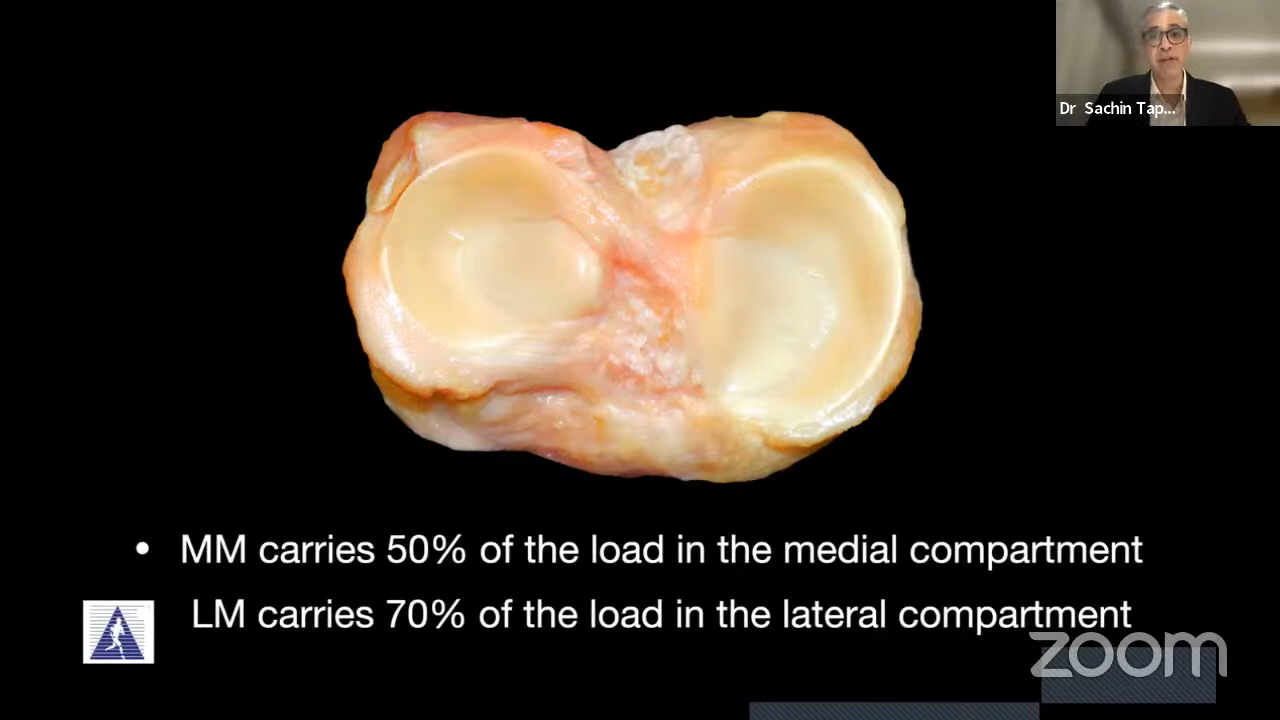 Dr Sachin Tap...
• MM carries 50% of the load in the medial compartment
LM carries 70% of the load in the lateral compartment
zoom